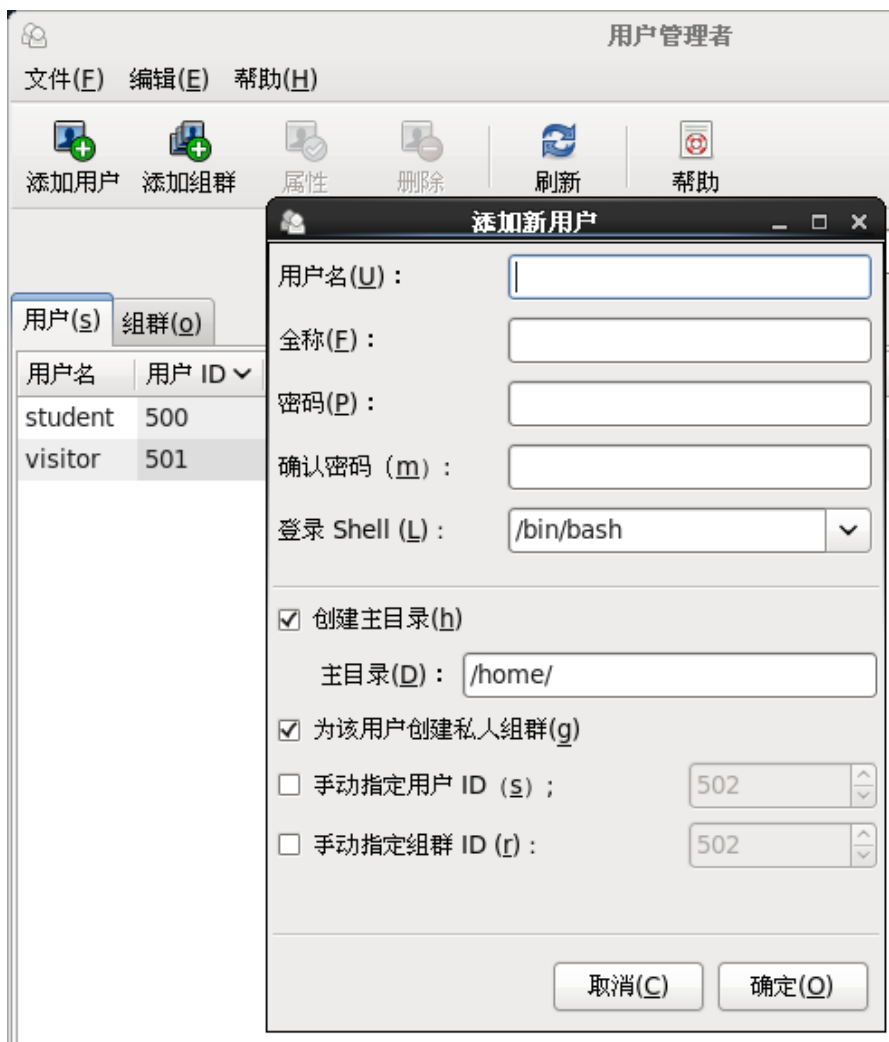 用户管理者
文件(F) 编辑(E) 帮助(H)
添加用户 添加组群 属性 删除 刷新 帮助
用户(s) 组群(o)
用户名 用户 ID
student 500
visitor 501
添加新用户
用户名(U)：
全称(F)：
密码(P)：
确认密码（m）:
登录 Shell (L) : /bin/bash
创建主目录(h)
主目录(D)： /home/
为该用户创建私人组群(g)
手动指定用户 ID（s）; 502
手动指定组群 ID (r) : 502
取消(C) 确定(O)